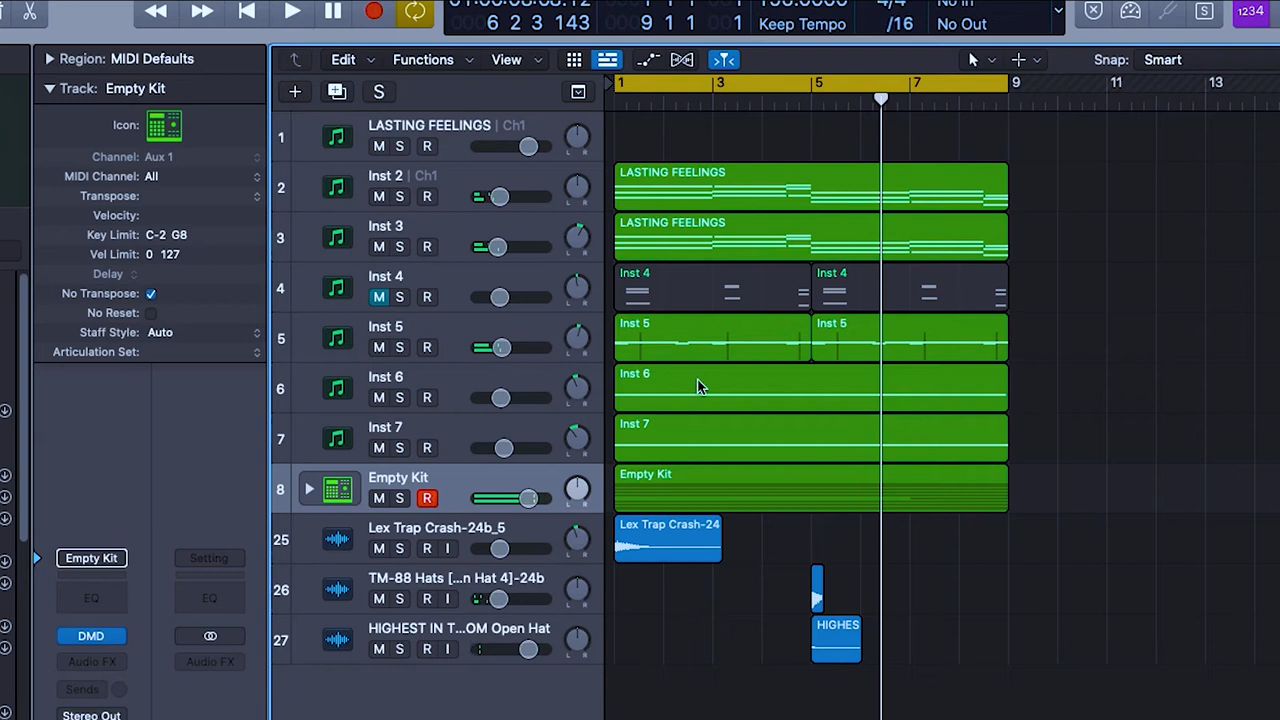 6 2 3 143
9 1 1 1
Keep Tempo
/16
No Out
1234
Region: MIDI Defaults
Edit
Functions
View
Snap: Smart
Track: Empty Kit
S
1
3
5
7
9
11
13
Icon:
Channel: Aux 1
MIDI Channel: All
Transpose:
Velocity:
Key Limit: C-2 G8
Vel Limit: 0 127
Delay
No Transpose:
No Reset:
Staff Style: Auto
Articulation Set:
1
LASTING FEELINGS | Ch1
M S R
L R
2
Inst 2 | Ch1
M S R
L R
LASTING FEELINGS
3
Inst 3
M S R
L R
LASTING FEELINGS
4
Inst 4
M S R
L R
Inst 4
Inst 4
5
Inst 5
M S R
L R
Inst 5
Inst 5
6
Inst 6
M S R
L R
Inst 6
7
Inst 7
M S R
L R
Inst 7
8
Empty Kit
M S R
L R
Empty Kit
25
Lex Trap Crash-24b_5
M S R I
L R
Lex Trap Crash-24
26
TM-88 Hats [...n Hat 4]-24b
M S R I
L R
27
HIGHEST IN T...OM Open Hat
M S R I
L R
HIGHES
Empty Kit
Setting
EQ
EQ
DMD
Audio FX
Audio FX
Sends
Stereo Out